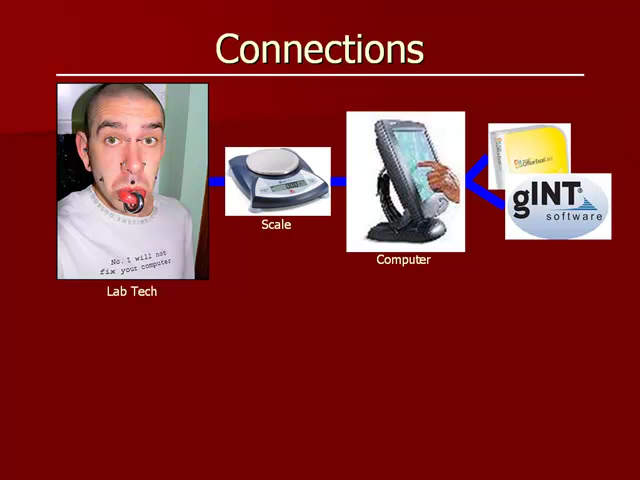 Connections
No. I will not
fix your computer.
gINT®
software
Scale
Computer
Lab Tech